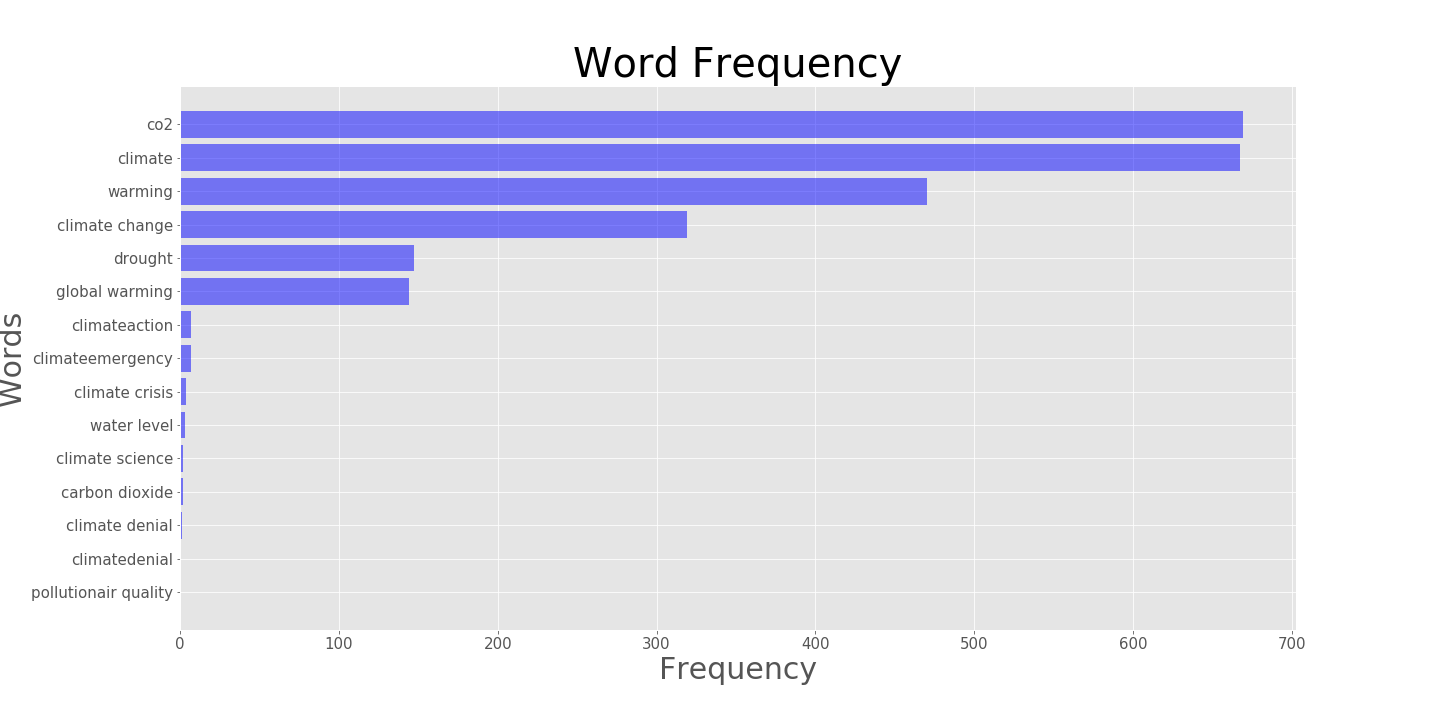 Word Frequency
co2
climate
warming
climate change
drought
global warming
climateaction
climateemergency
climate crisis
water level
climate science
carbon dioxide
climate denial
climatedenial
pollutionair quality
Words
0 100 200 300 400 500 600 700
Frequency